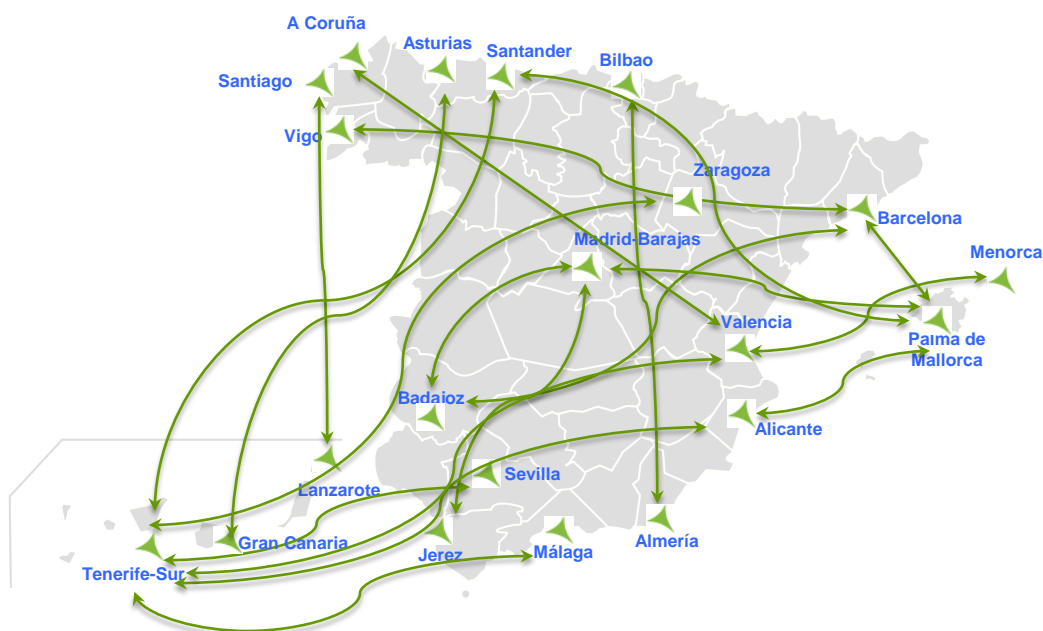 A Coruña
Asturias
Santander
Bilbao
Santiago
Vigo
Zaragoza
Barcelona
Madrid-Barajas
Menorca
Valencia
Palma de
Mallorca
Badajoz
Alicante
Sevilla
Lanzarote
Gran Canaria
Jerez
Málaga
Almería
Tenerife-Sur